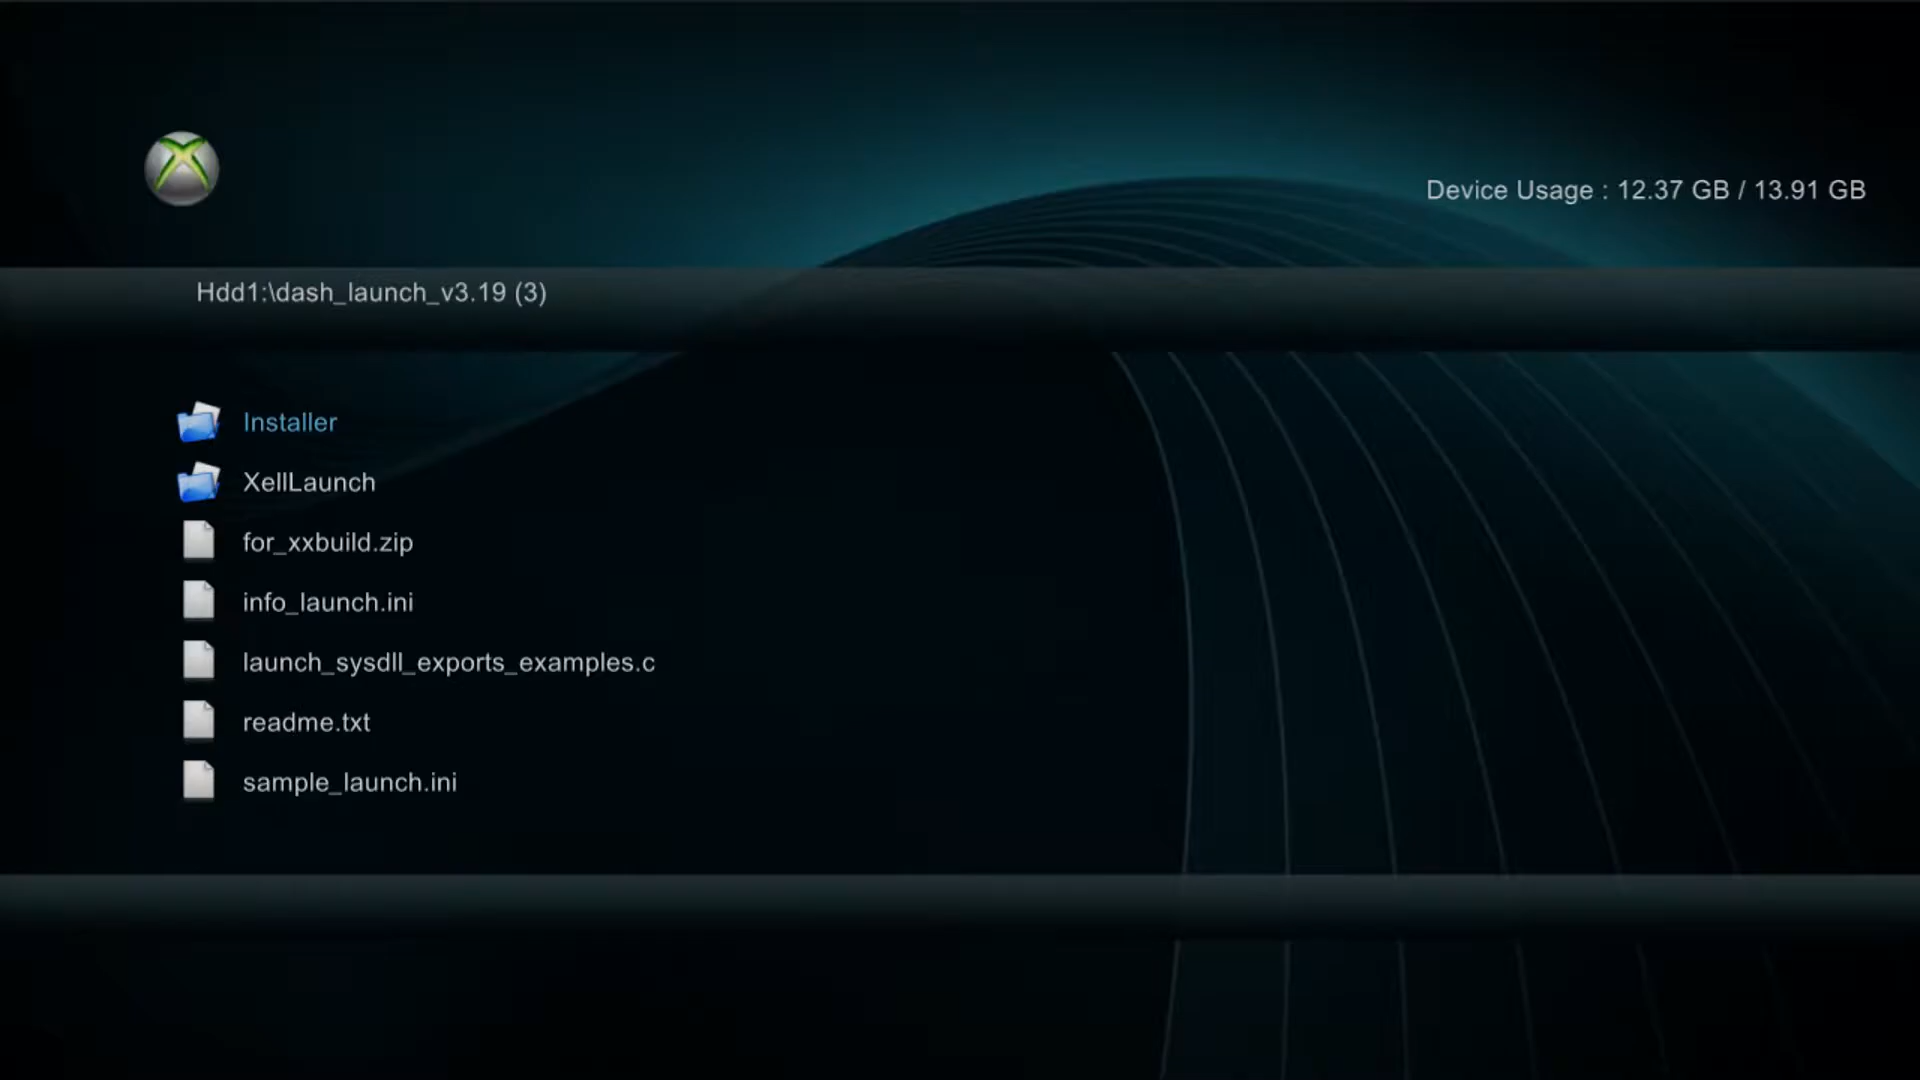 Device Usage : 12.37 GB / 13.91 GB
Hdd1:\dash_launch_v3.19 (3)
Installer
XellLaunch
for_xxbuild.zip
info_launch.ini
launch_sysdll_exports_examples.c
readme.txt
sample_launch.ini